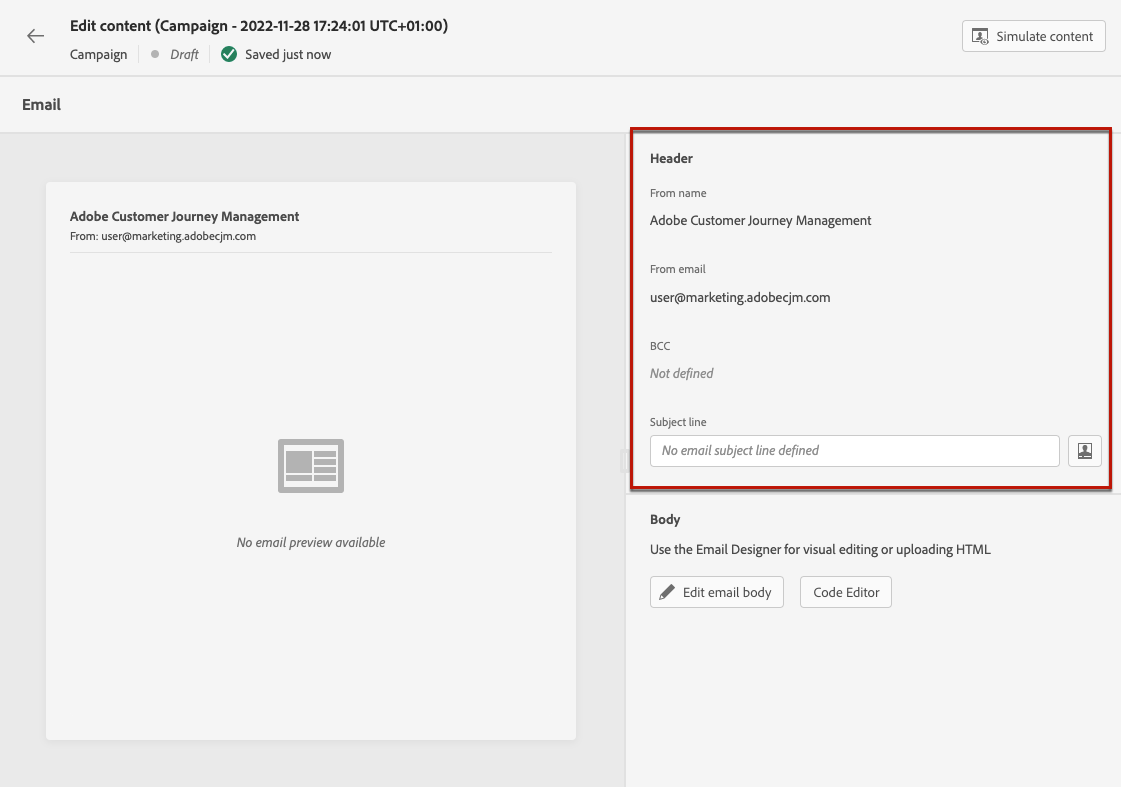 Edit content (Campaign - 2022-11-28 17:24:01 UTC+01:00)
Campaign Draft Saved just now
Simulate content
Email
Adobe Customer Journey Management
From: user@marketing.adobecjm.com
No email preview available
Header
From name
Adobe Customer Journey Management
From email
user@marketing.adobecjm.com
BCC
Not defined
Subject line
No email subject line defined
Body
Use the Email Designer for visual editing or uploading HTML
Edit email body Code Editor